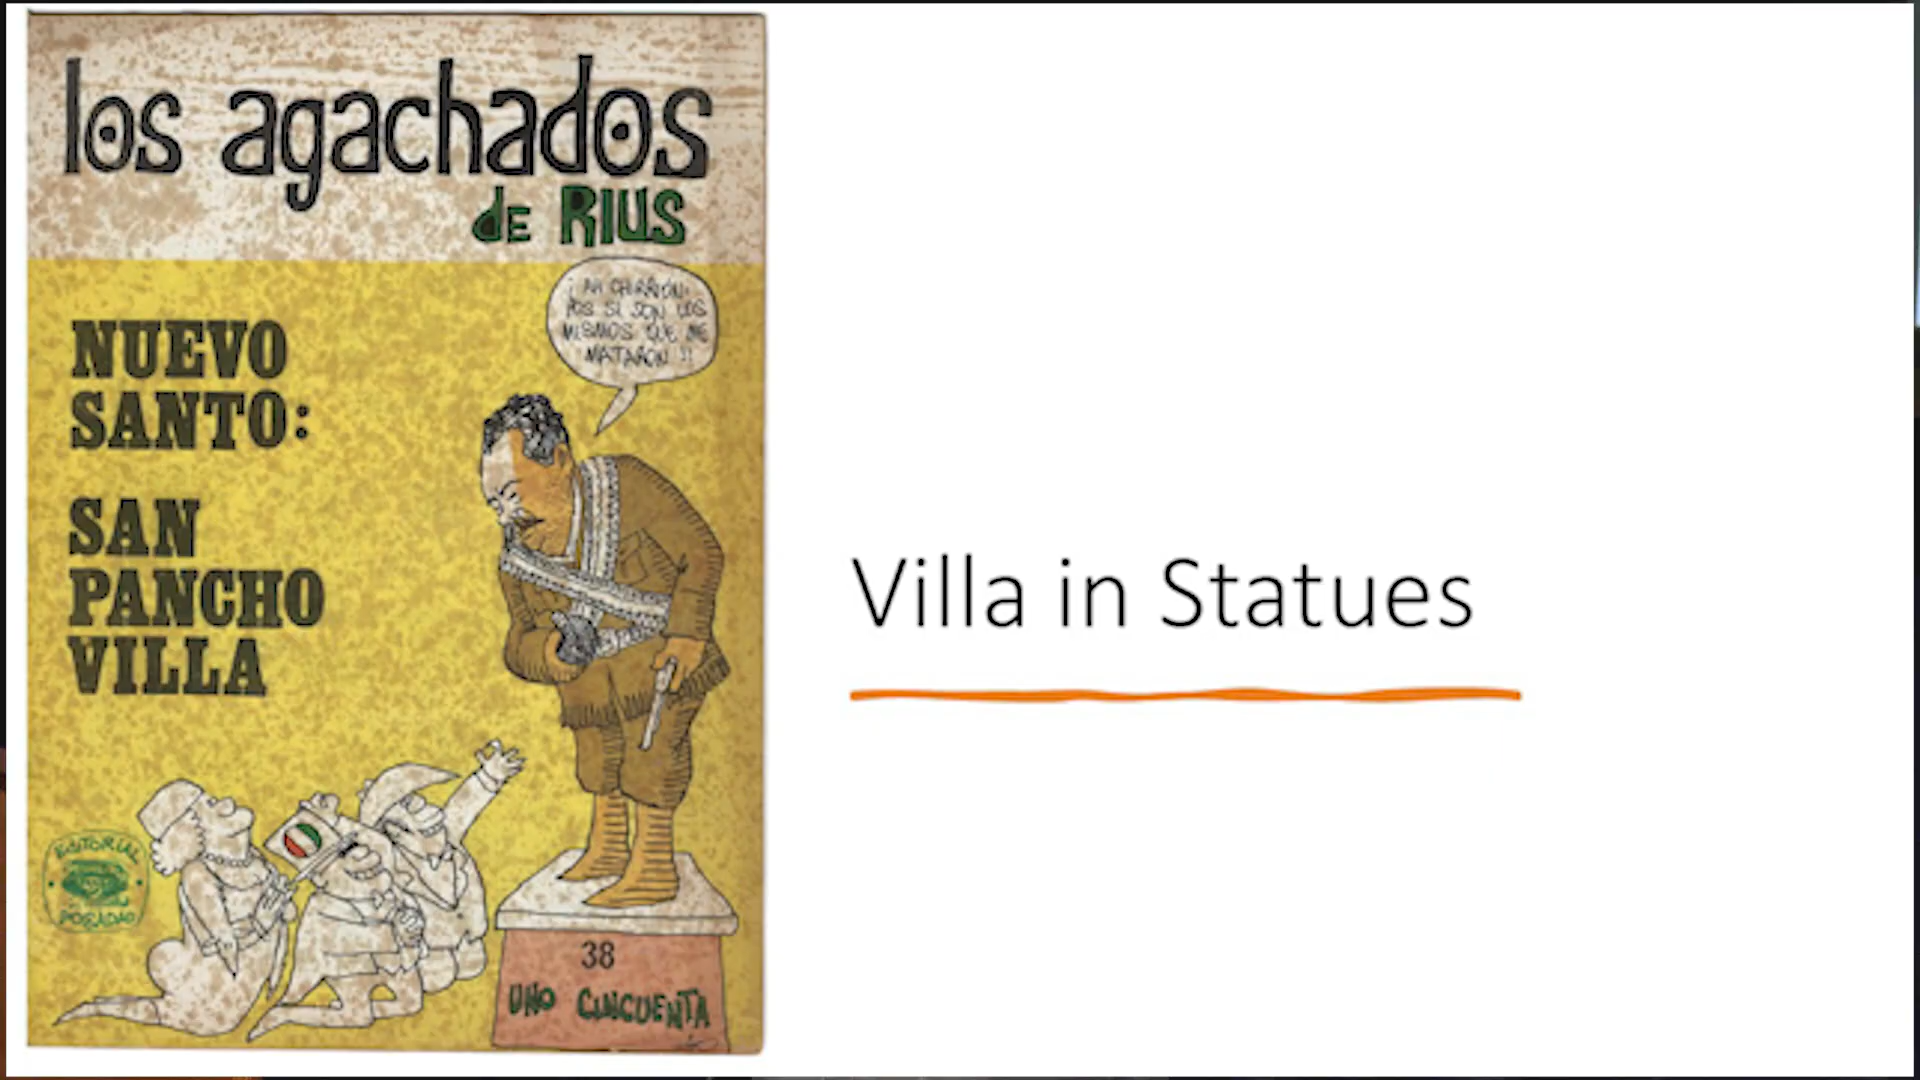 los agachados
de RIUS
¡AH CHIRRIÓN:
POS SI SON LOS
MISMOS QUE ME
MATARON!!
NUEVO
SANTO:
SAN
PANCHO
VILLA
Villa in Statues
EDITORIAL
POSADA
38
UNO CINCUENTA